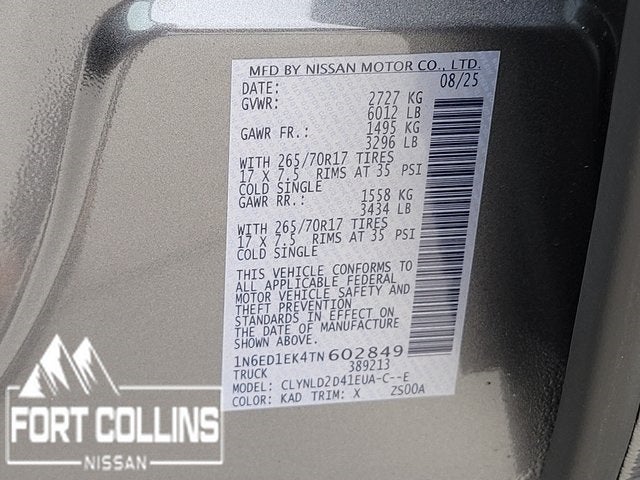 MFD BY NISSAN MOTOR CO., LTD.
DATE: 08/25
GVWR: 2727 KG
6012 LB
GAWR FR.: 1495 KG
3296 LB
WITH 265/70R17 TIRES
17 X 7.5 RIMS AT 35 PSI
COLD SINGLE
GAWR RR.: 1558 KG
3434 LB
WITH 265/70R17 TIRES
17 X 7.5 RIMS AT 35 PSI
COLD SINGLE
THIS VEHICLE CONFORMS TO
ALL APPLICABLE FEDERAL
MOTOR VEHICLE SAFETY AND
THEFT PREVENTION
STANDARDS IN EFFECT ON
THE DATE OF MANUFACTURE
SHOWN ABOVE.
1N6ED1EK4TN602849
TRUCK 389213
MODEL: CLYNLD2D41EUA-C--E
COLOR: KAD TRIM: X ZS00A
FORT COLLINS
NISSAN